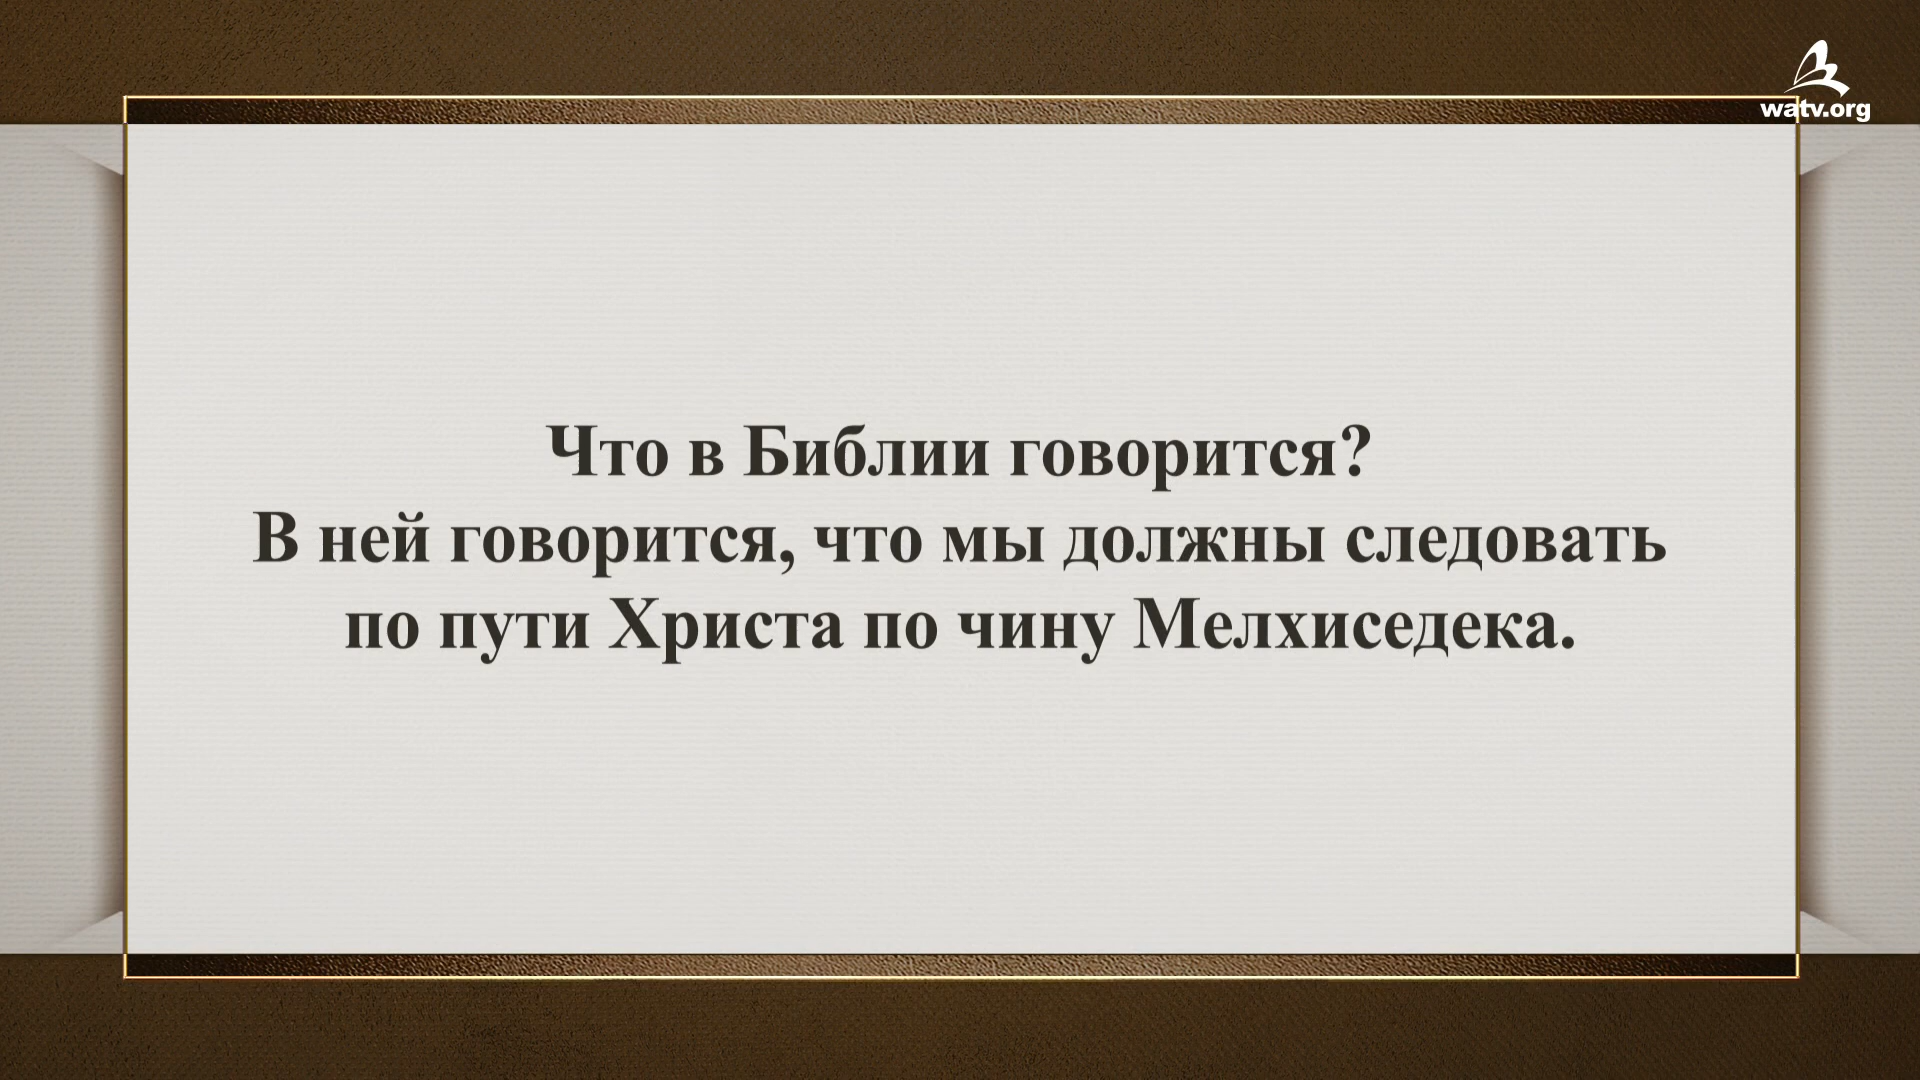 watv.org
Что в Библии говорится?
В ней говорится, что мы должны следовать
по пути Христа по чину Мелхиседека.